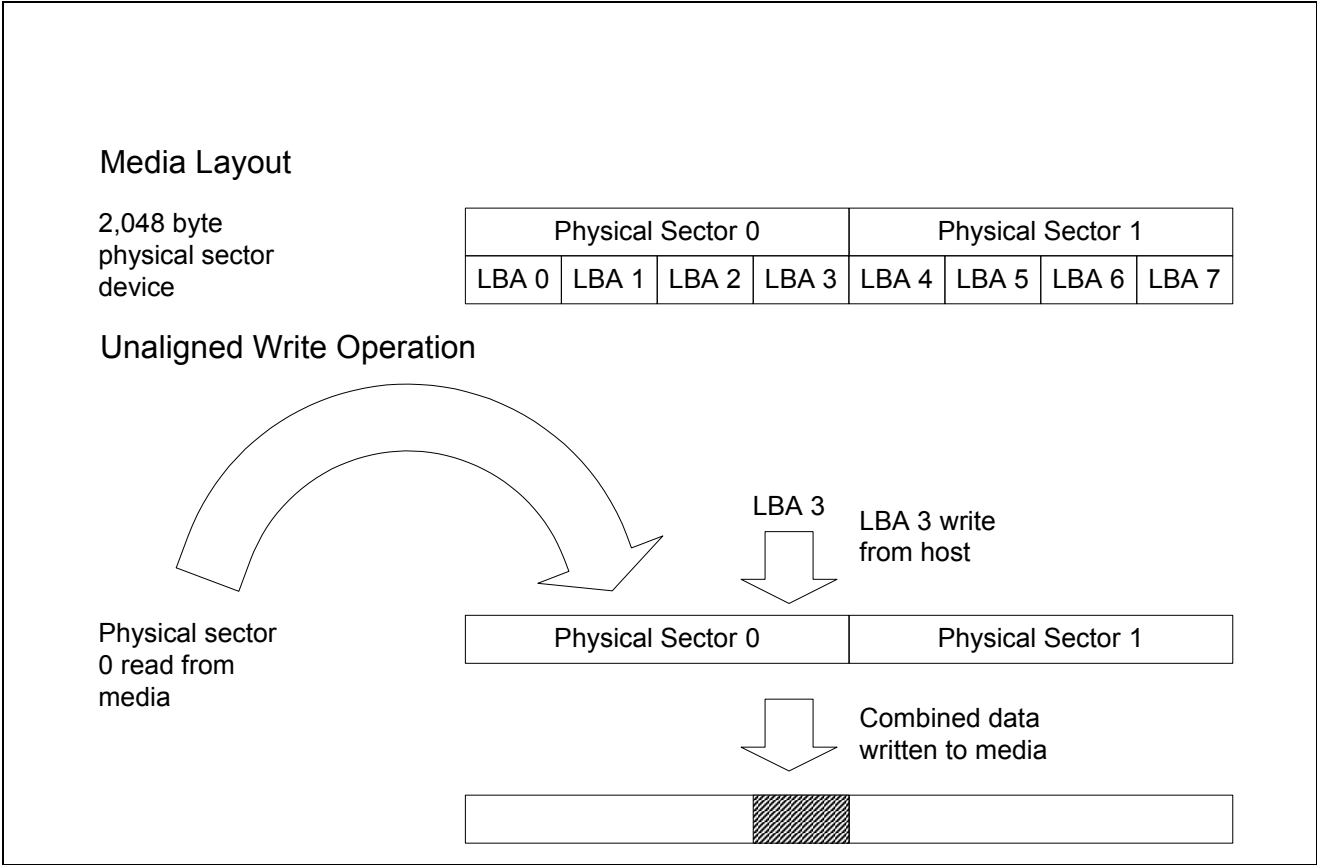 Media Layout
2,048 byte
physical sector
device
Physical Sector 0 Physical Sector 1
LBA 0 LBA 1 LBA 2 LBA 3 LBA 4 LBA 5 LBA 6 LBA 7
Unaligned Write Operation
LBA 3
LBA 3 write
from host
Physical sector
0 read from
media
Physical Sector 0 Physical Sector 1
Combined data
written to media